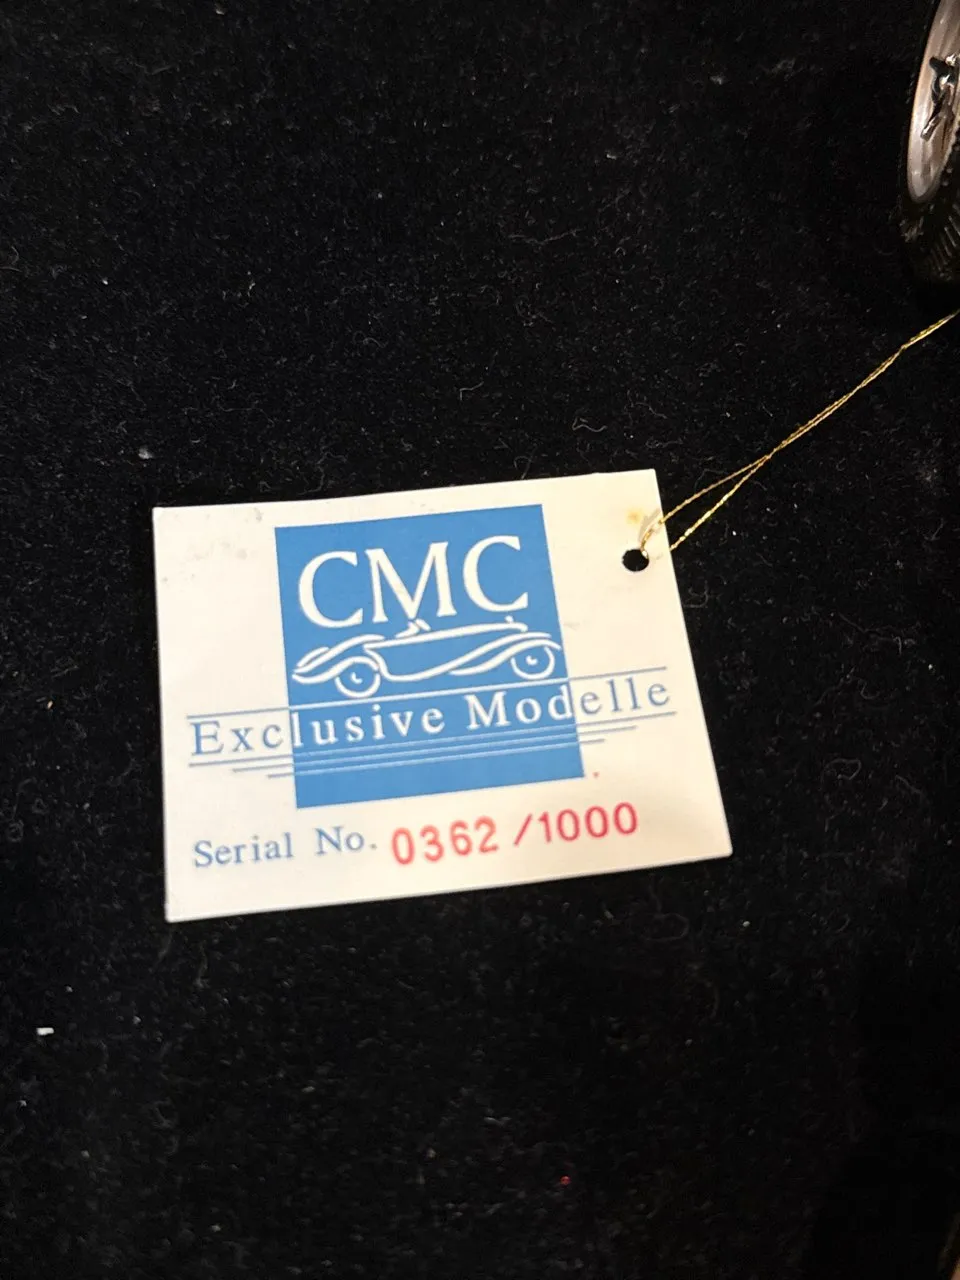 CMC
Exclusive Modelle
Serial No. 0362 /1000